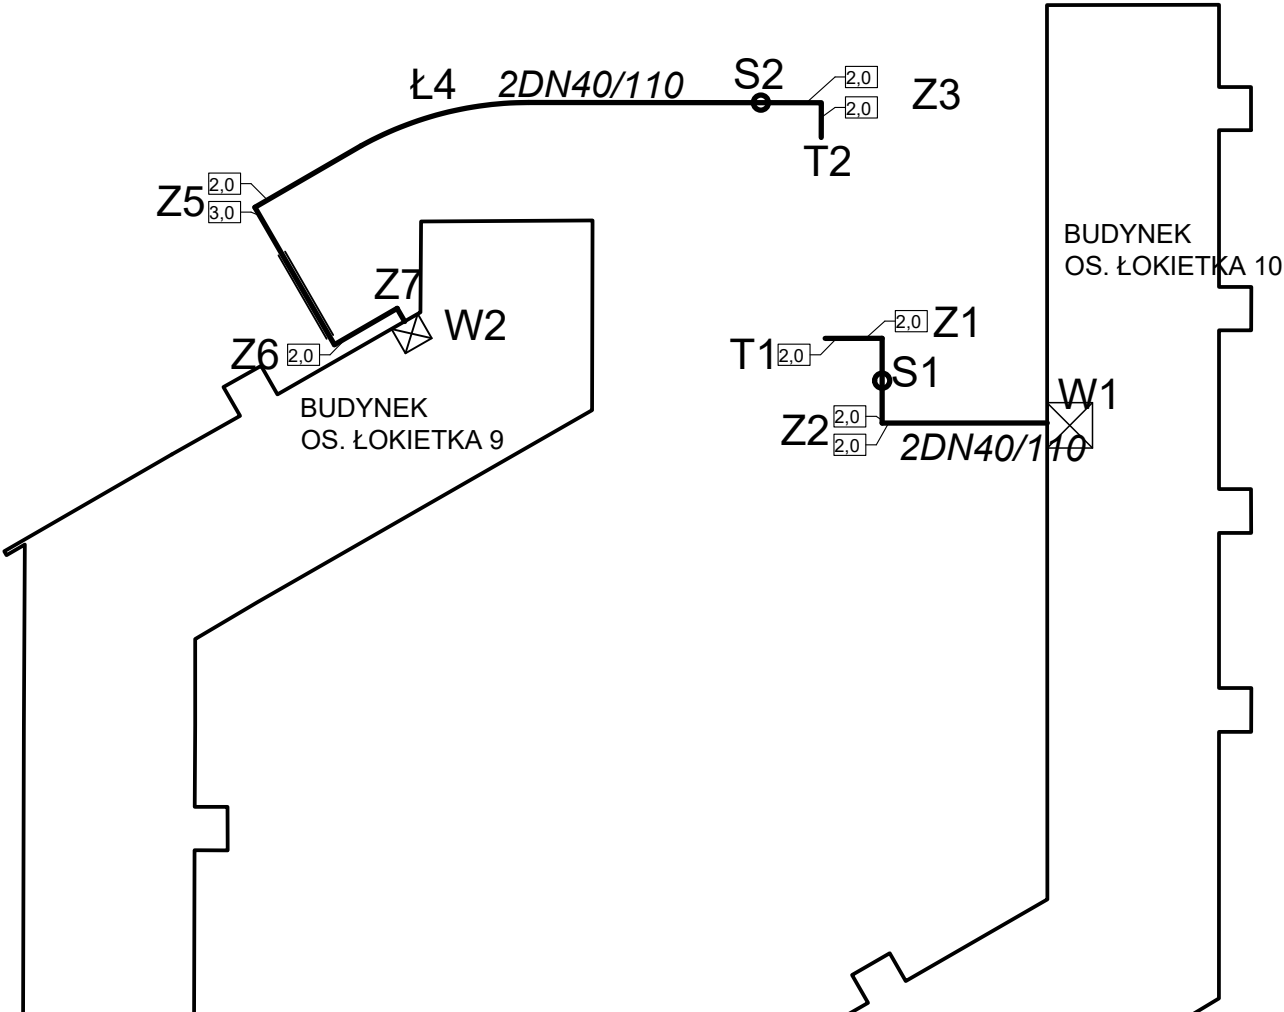 Ł4
2DN40/110
S2
2,0
2,0
Z3
T2
Z5
2,0
3,0
BUDYNEK
OS. ŁOKIETKA 10
Z7
W2
Z6
2,0
2,0
Z1
T1
2,0
S1
W1
BUDYNEK
OS. ŁOKIETKA 9
Z2
2,0
2,0
2DN40/110